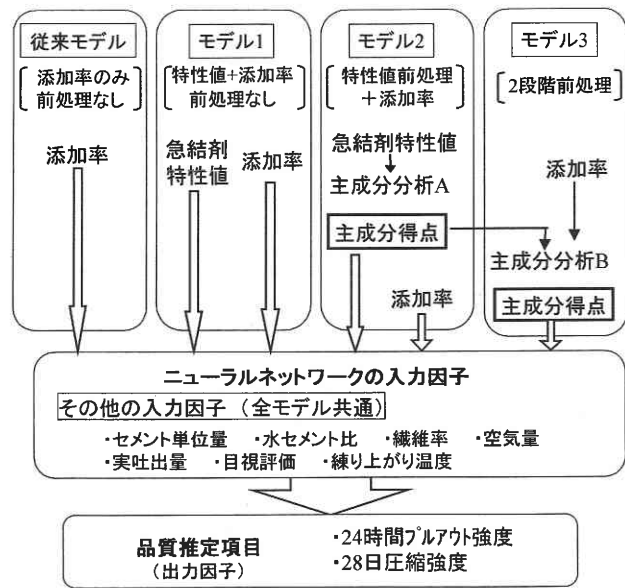 従来モデル
添加率のみ
前処理なし
添加率
モデル1
特性値+添加率
前処理なし
急結剤
特性値
添加率
モデル2
特性値前処理
+添加率
急結剤特性値
主成分分析A
主成分得点
添加率
モデル3
2段階前処理
添加率
主成分分析B
主成分得点
ニューラルネットワークの入力因子
その他の入力因子（全モデル共通）
・セメント単位量 ・水セメント比 ・繊維率 ・空気量
・実吐出量 ・目視評価 ・練り上がり温度
品質推定項目
(出力因子)
・24時間プルアウト強度
・28日圧縮強度